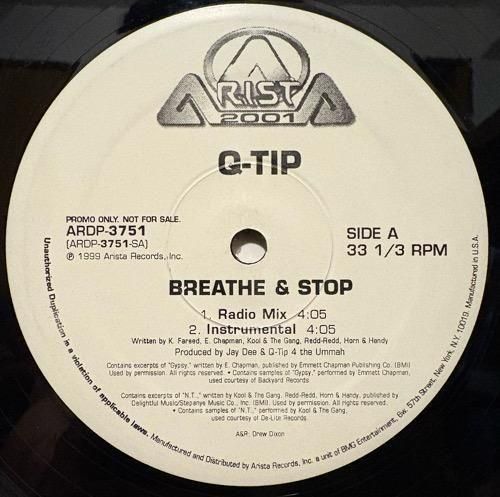 ARISTA
2001
Q-TIP
PROMO ONLY. NOT FOR SALE.
ARDP-3751
(ARDP-3751-SA)
℗ 1999 Arista Records, Inc.
SIDE A
33 1/3 RPM
BREATHE & STOP
1. Radio Mix 4:05
2. Instrumental 4:05
Written by K. Fareed, E. Chapman, Kool & The Gang, Redd-Redd, Horn & Handy
Produced by Jay Dee & Q-Tip 4 the Ummah
Contains excerpts of "Gypsy," written by E. Chapman, published by Emmett Chapman Publishing Co. (BMI)
Used by permission. All rights reserved. • Contains samples of "Gypsy," performed by Emmett Chapman,
used courtesy of Backyard Records
Contains excerpts of "N.T.," written by Kool & The Gang, Redd-Redd, Horn & Handy, published by
Delightful Music/Stepanye Music Co., Inc. (BMI). Used by permission. All rights reserved.
• Contains samples of "N.T.," performed by Kool & The Gang,
used courtesy of De-Lite Records
A&R: Drew Dixon
Unauthorized Duplication is a violation of applicable laws. Manufactured and Distributed by Arista Records, Inc. a unit of BMG Entertainment, 6 W. 57th Street, New York, N.Y. 10019. Manufactured in U.S.A.